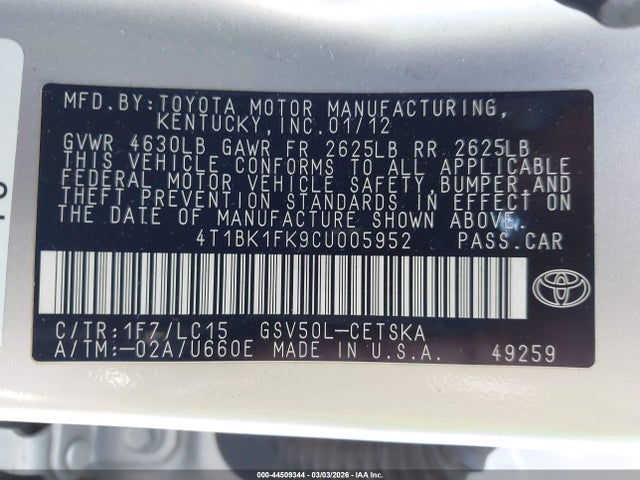 MFD.BY:TOYOTA MOTOR MANUFACTURING,
KENTUCKY,INC.01/12
GVWR 4630LB GAWR FR 2625LB RR 2625LB
THIS VEHICLE CONFORMS TO ALL APPLICABLE
FEDERAL MOTOR VEHICLE SAFETY,BUMPER,AND
THEFT PREVENTION STANDARDS IN EFFECT ON
THE DATE OF MANUFACTURE SHOWN ABOVE.
4T1BK1FK9CU005952 PASS.CAR
C/TR:1F7/LC15 GSV50L-CETSKA
A/TM:-02A/U660E MADE IN U.S.A. 49259
000-44509344 | 03/03/2026 | IAA Inc.